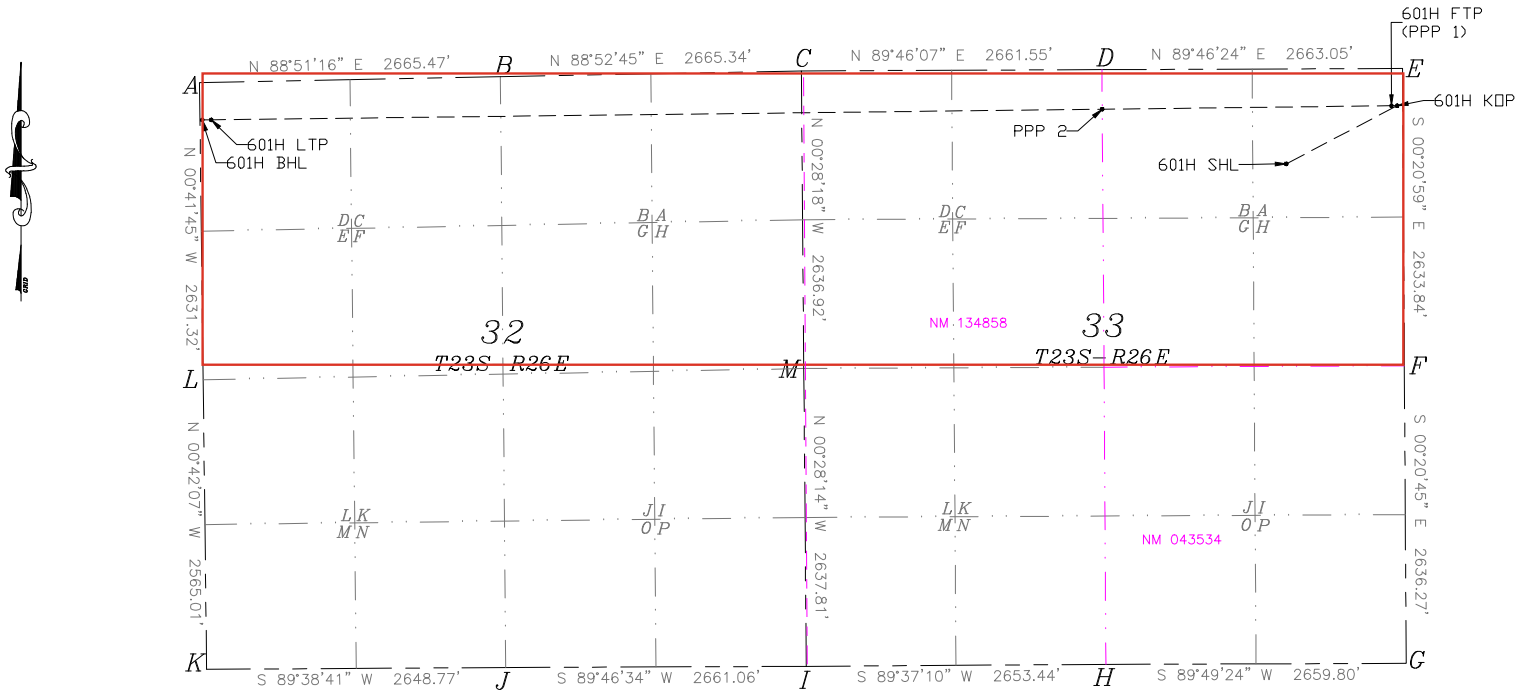 601H FTP
(PPP 1)
N 88°51'16" E 2665.47'
B
N 88°52'45" E 2665.34'
C
N 89°46'07" E 2661.55'
D
N 89°46'24" E 2663.05'
E
A
601H KOP
601H LTP
601H BHL
PPP 2
601H SHL
N 00°41'45" W 2631.32'
N 00°28'18" W 2636.92'
S 00°20'59" E 2633.84'
D C
E F
B A
G H
D C
E F
B A
G H
32
T23S-R26E
NM 134858
33
T23S-R26E
L
M
F
N 00°42'07" W 2565.01'
N 00°28'14" W 2637.81'
S 00°20'45" E 2636.27'
L K
M N
J I
O P
L K
M N
J I
O P
NM 043534
K
S 89°38'41" W 2648.77'
J
S 89°46'34" W 2661.06'
I
S 89°37'10" W 2653.44'
H
S 89°49'24" W 2659.80'
G
GRID